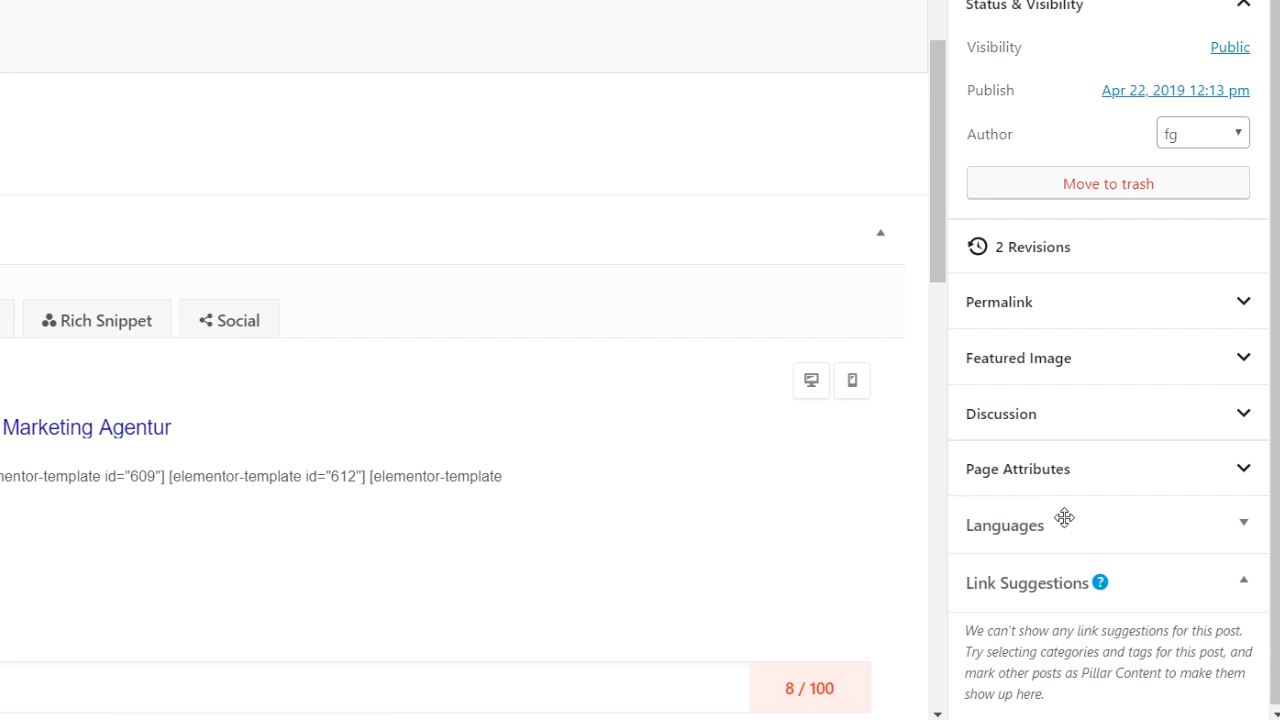 Status & Visibility
Visibility Public
Publish Apr 22, 2019 12:13 pm
Author fg
Move to trash
2 Revisions
Permalink
Featured Image
Discussion
Page Attributes
Languages
Link Suggestions ?
We can't show any link suggestions for this post.
Try selecting categories and tags for this post, and
mark other posts as Pillar Content to make them
show up here.
Rich Snippet Social
Marketing Agentur
mentor-template id="609"] [elementor-template id="612"] [elementor-template
8 / 100